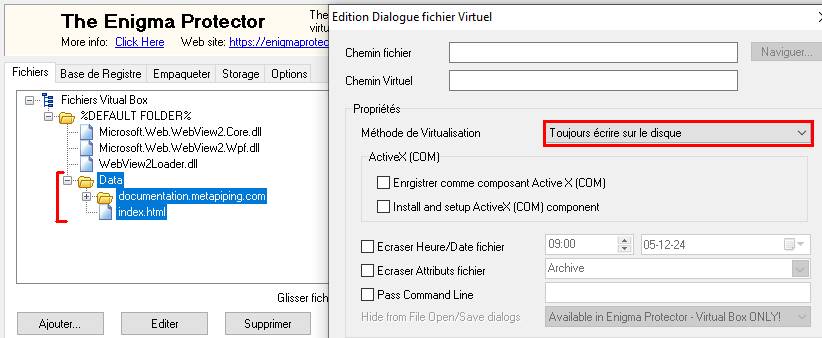 The Enigma Protector
The
virtu
More info: Click Here Web site: https://enigmaprotec
Fichiers Base de Registre Empaqueter Storage Options
Fichiers Vitual Box
%DEFAULT FOLDER%
Microsoft.Web.WebView2.Core.dll
Microsoft.Web.WebView2.Wpf.dll
WebView2Loader.dll
Data
documentation.metapiping.com
index.html
Glisser fich
Ajouter... Editer Supprimer
Edition Dialogue fichier Virtuel
Chemin fichier Naviguer...
Chemin Virtuel
Propriétés
Méthode de Virtualisation Toujours écrire sur le disque
ActiveX (COM)
Enrgistrer comme composant Active X (COM)
Install and setup ActiveX (COM) component
Ecraser Heure/Date fichier 09:00 05-12-24
Ecraser Attributs fichier Archive
Pass Command Line
Hide from File Open/Save dialogs Available in Enigma Protector - Virtual Box ONLY!